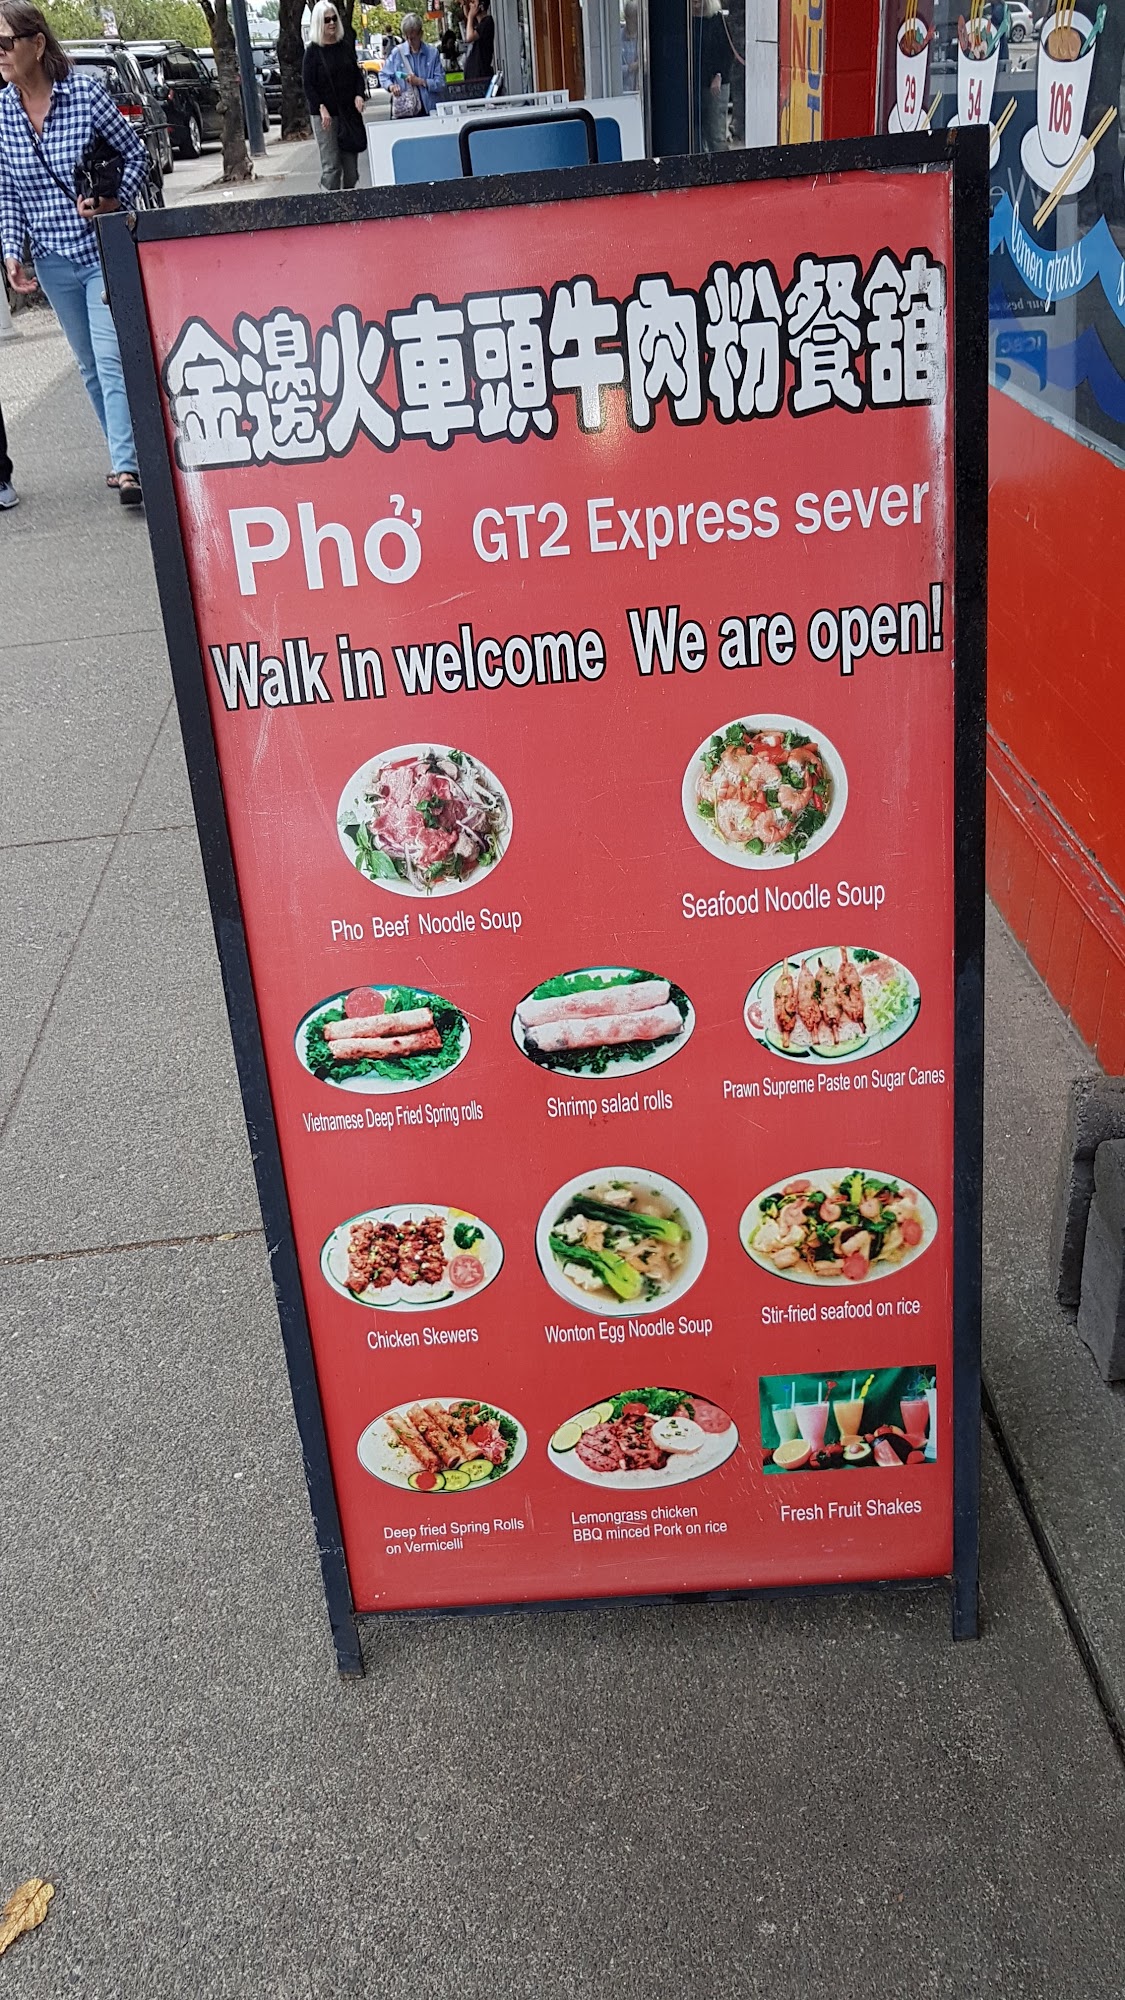 金邊火車頭牛肉粉餐館
Phở GT2 Express sever
Walk in welcome We are open!
Pho Beef Noodle Soup
Seafood Noodle Soup
Vietnamese Deep Fried Spring rolls
Shrimp salad rolls
Prawn Supreme Paste on Sugar Canes
Chicken Skewers
Wonton Egg Noodle Soup
Stir-fried seafood on rice
Deep fried Spring Rolls
on Vermicelli
Lemongrass chicken
BBQ minced Pork on rice
Fresh Fruit Shakes
29
54
106
lemon grass